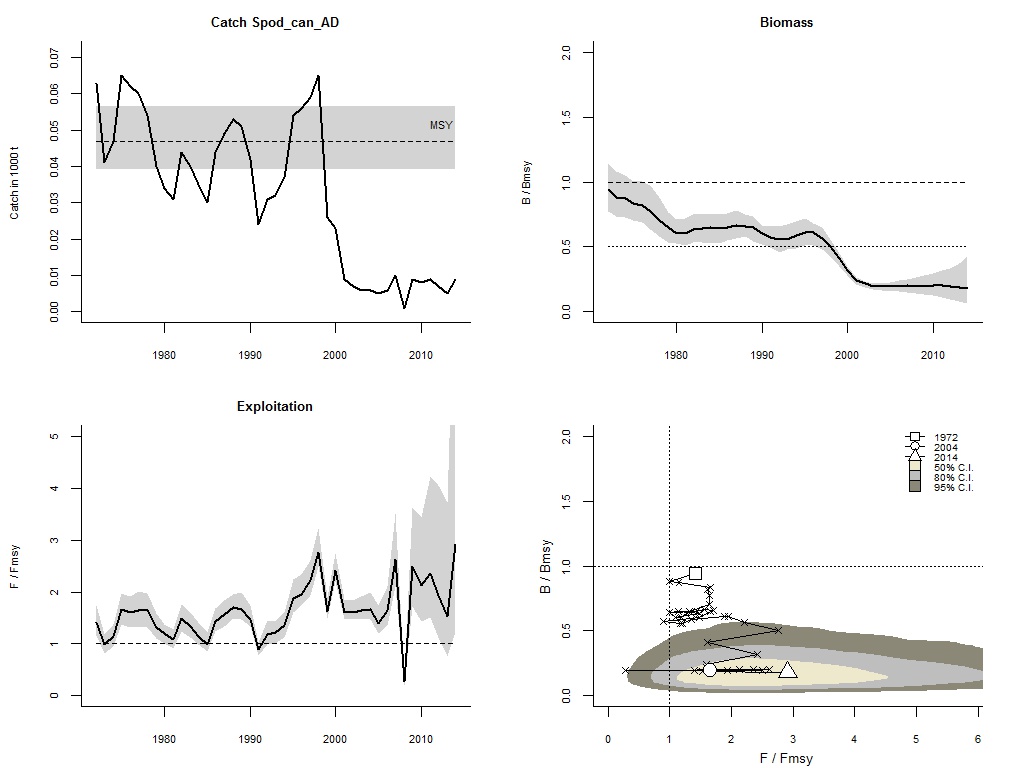 Catch Spod_can_AD
Catch in 1000 t
0.07
0.06
0.05
0.04
0.03
0.02
0.01
0.00
MSY
1980 1990 2000 2010
Biomass
B / Bmsy
2.0
1.5
1.0
0.5
0.0
1980 1990 2000 2010
Exploitation
F / Fmsy
5
4
3
2
1
0
1980 1990 2000 2010
B / Bmsy
2.0
1.5
1.0
0.5
0.0
1972
2004
2014
50% C.I.
80% C.I.
95% C.I.
0 1 2 3 4 5 6
F / Fmsy